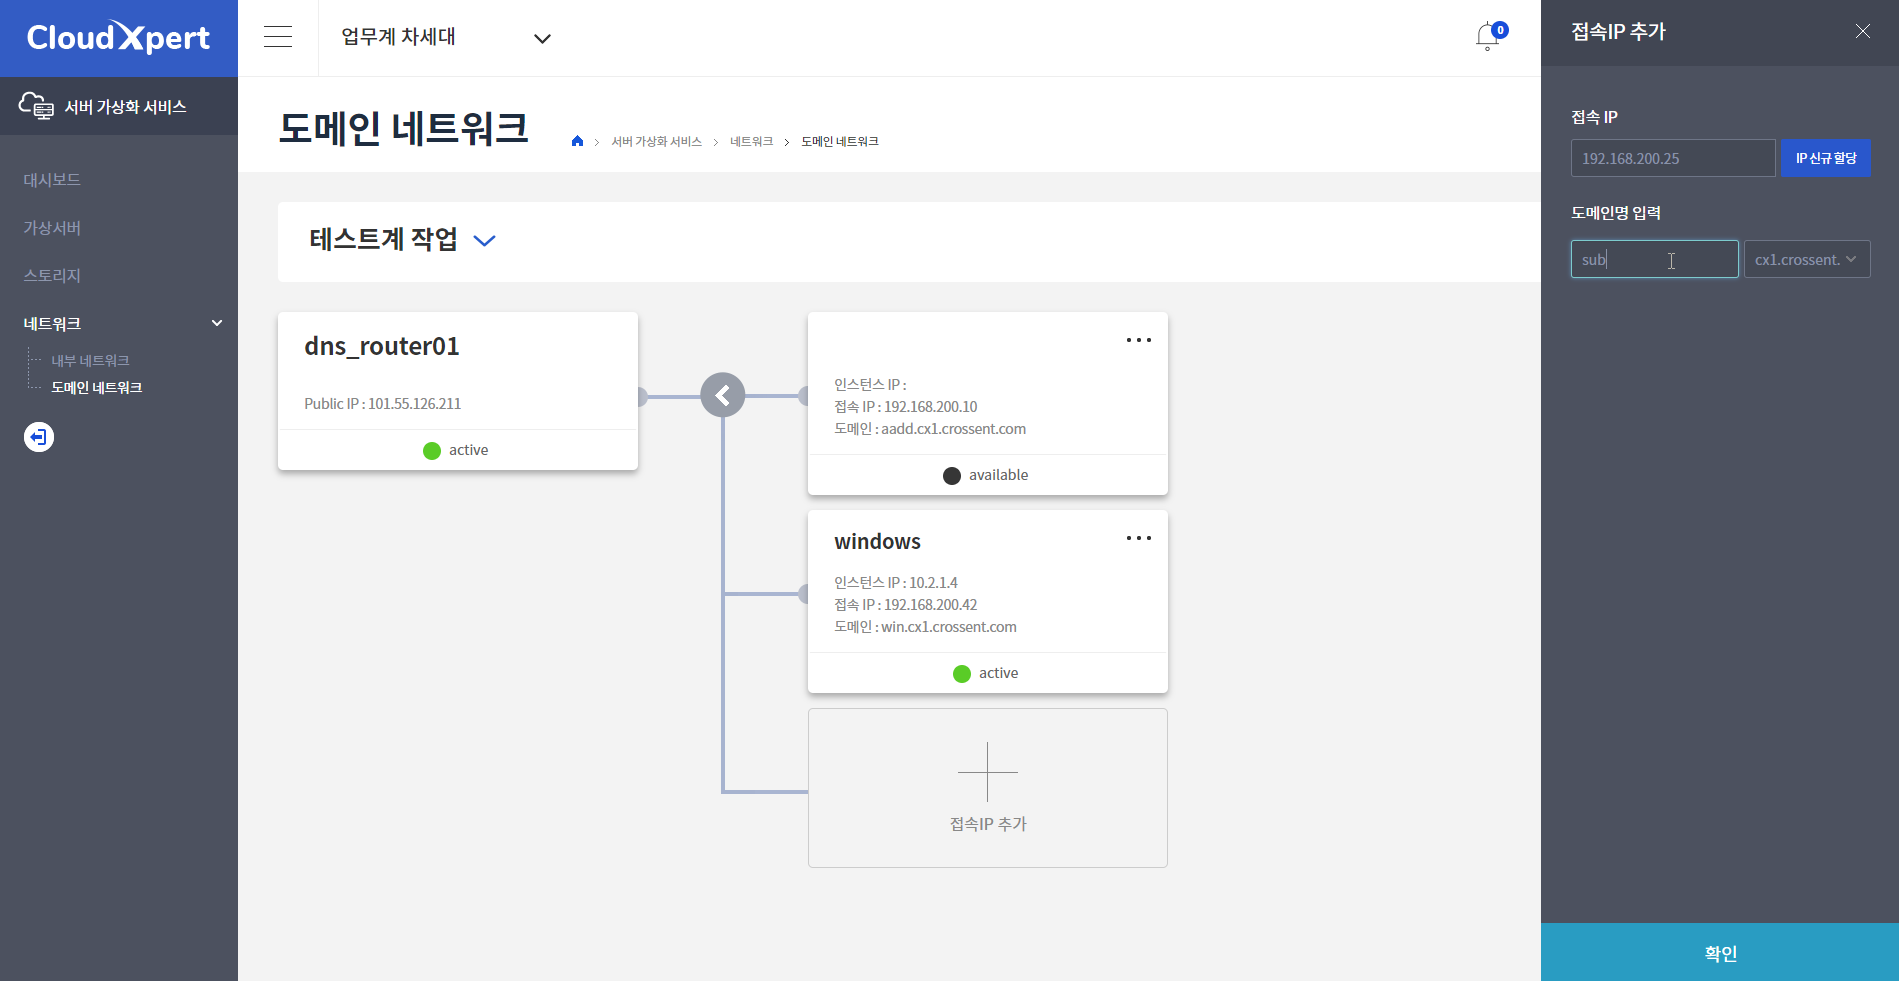 CloudXpert
서버 가상화 서비스
대시보드
가상서버
스토리지
네트워크
내부 네트워크
도메인 네트워크
업무계 차세대
0
도메인 네트워크
서버 가상화 서비스
네트워크
도메인 네트워크
테스트계 작업
dns_router01
Public IP : 101.55.126.211
active
인스턴스 IP :
접속 IP : 192.168.200.10
도메인 : aadd.cx1.crossent.com
available
windows
인스턴스 IP : 10.2.1.4
접속 IP : 192.168.200.42
도메인 : win.cx1.crossent.com
active
접속IP 추가
접속IP 추가
접속 IP
192.168.200.25
IP 신규 할당
도메인명 입력
sub
cx1.crossent.
확인